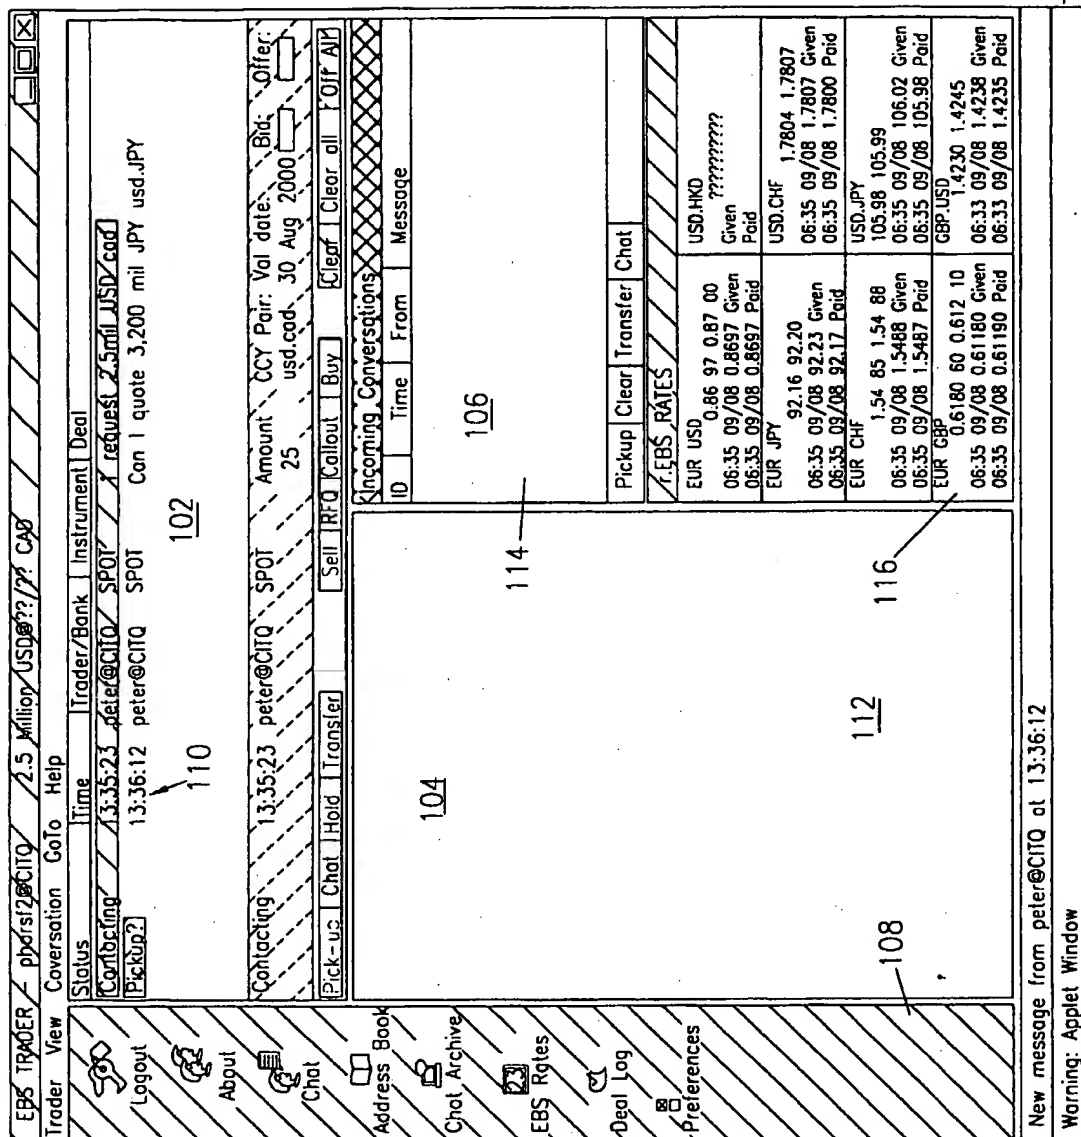 EBS TRADER - phdrsf2@CITQ 2.5 Million USD@??/?? CAD
Trader View Coversation GoTo Help
Logout
About
Chat
Address Book
Chat Archive
EBS Rates
Deal Log
Preferences
108
Status Time Trader/Bank Instrument Deal
Contacting 13:35:23 peter@CITQ SPOT I request 2.5mil USD/cad
Pickup? 13:36:12 peter@CITQ SPOT Can I quote 3,200 mil JPY usd.JPY
110
102
Amount CCY Pair: Val date: Bid: Offer:
Contacting 13:35:23 peter@CITQ SPOT 25 usd.cad 30 Aug 2000
Pick-up Chat Hold Transfer Sell RFQ Callout Buy Clear Clear all Off All
104
112
Incoming Conversations
ID Time From Message
106
114
Pickup Clear Transfer Chat
r.EBS RATES
EUR USD
0.86 97 0.87 00
06:35 09/08 0.8697 Given
06:35 09/08 0.8697 Paid
USD.HKD
??????????
Given
Paid
EUR JPY
92.16 92.20
06:35 09/08 92.23 Given
06:35 09/08 92.17 Paid
USD.CHF
1.7804 1.7807
06:35 09/08 1.7807 Given
06:35 09/08 1.7800 Paid
EUR CHF
1.54 85 1.54 88
06:35 09/08 1.5488 Given
06:35 09/08 1.5487 Paid
USD.JPY
105.98 105.99
06:35 09/08 106.02 Given
06:35 09/08 105.98 Paid
EUR GBP
0.6180 60 0.612 10
06:35 09/08 0.61180 Given
06:35 09/08 0.61190 Paid
GBP.USD
1.4230 1.4245
06:33 09/08 1.4238 Given
06:33 09/08 1.4235 Paid
116
New message from peter@CITQ at 13:36:12
Warning: Applet Window